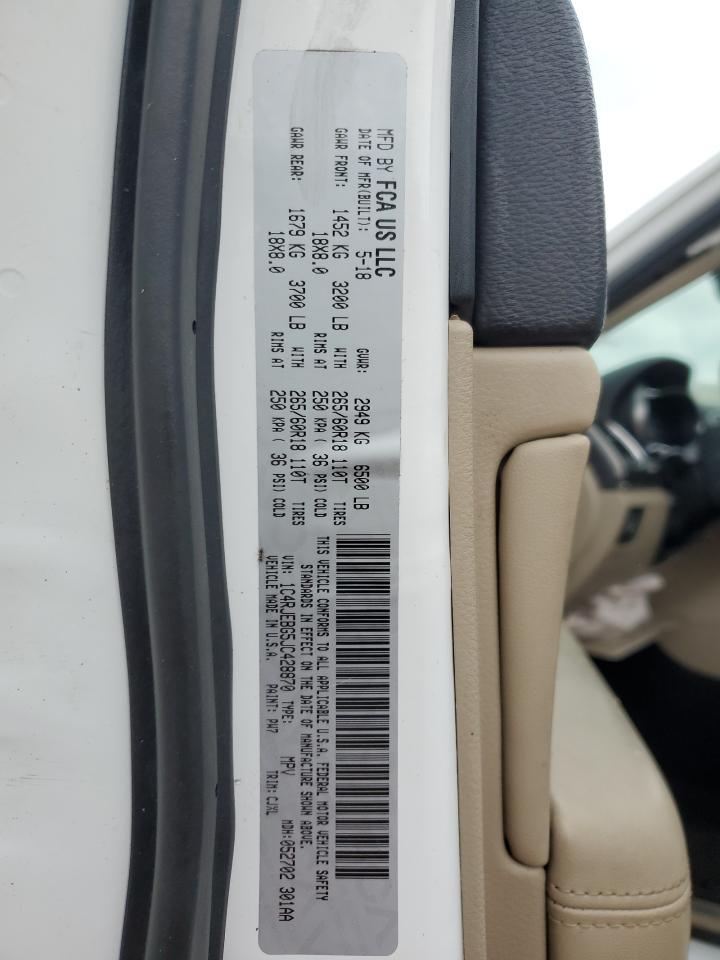 MFD BY FCA US LLC
DATE OF MFR(BUILT): 5-18 GVWR: 2949 KG 6500 LB
GAWR FRONT: 1452 KG 3200 LB WITH 265/60R18 110T TIRES
18X8.0 RIMS AT 250 KPA ( 36 PSI) COLD
GAWR REAR: 1679 KG 3700 LB WITH 265/60R18 110T TIRES
18X8.0 RIMS AT 250 KPA ( 36 PSI) COLD
THIS VEHICLE CONFORMS TO ALL APPLICABLE U.S.A. FEDERAL MOTOR VEHICLE SAFETY
STANDARDS IN EFFECT ON THE DATE OF MANUFACTURE SHOWN ABOVE.
VIN: 1C4RJEBG5JC428870 TYPE: MPV MDH:052702 301AA
VEHICLE MADE IN U.S.A. PAINT: PW7 TRIM: CJXL